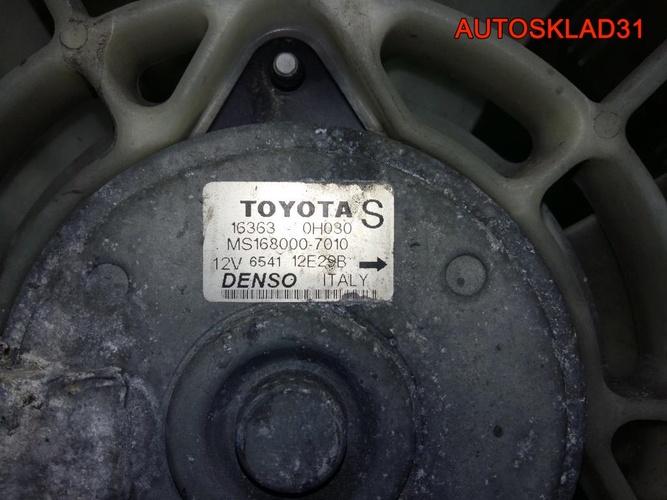 AUTOSKLAD31
TOYOTA S
16363 - 0H030
MS168000-7010
12V 6541 12E29B →
DENSO ITALY